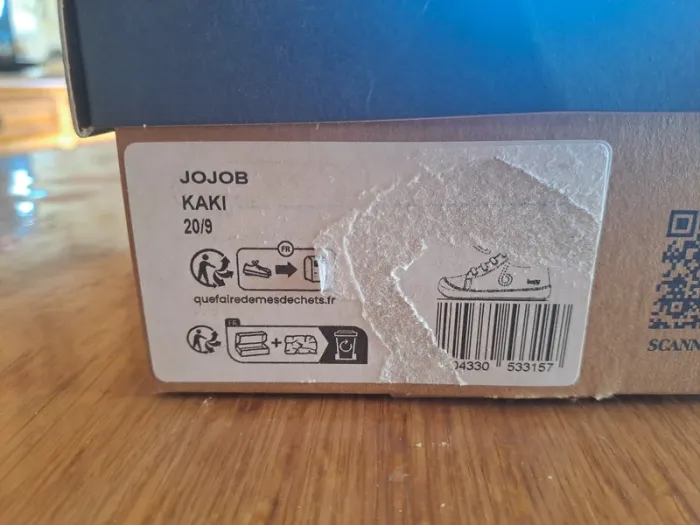 JOJOB
KAKI
20/9
FR
quefairedemesdechets.fr
FR
04330 533157
SCANN